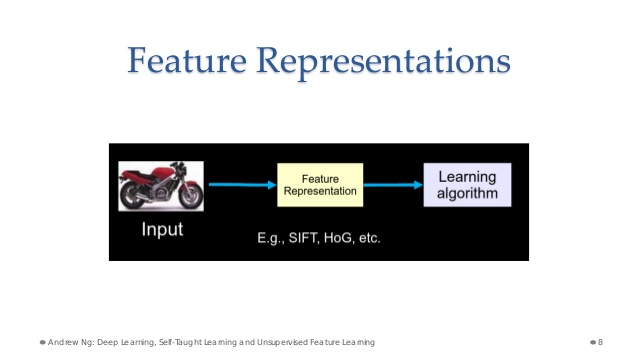 Feature Representations
Feature
Representation
Learning
algorithm
Input
E.g., SIFT, HoG, etc.
Andrew Ng: Deep Learning, Self-Taught Learning and Unsupervised Feature Learning
8